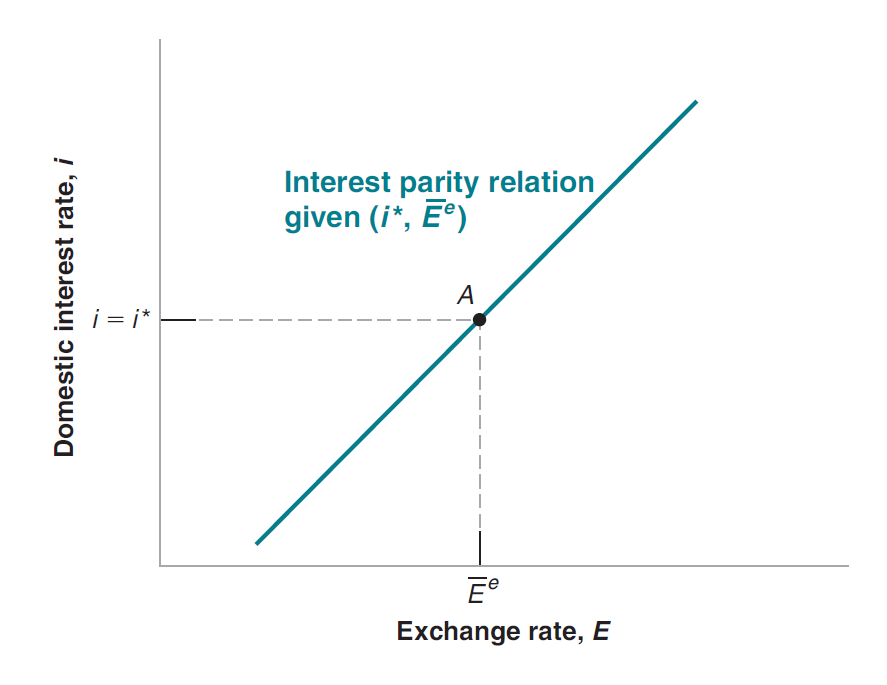 Domestic interest rate, i
Interest parity relation
given (i*, E̅ᵉ)
A
i = i*
E̅ᵉ
Exchange rate, E